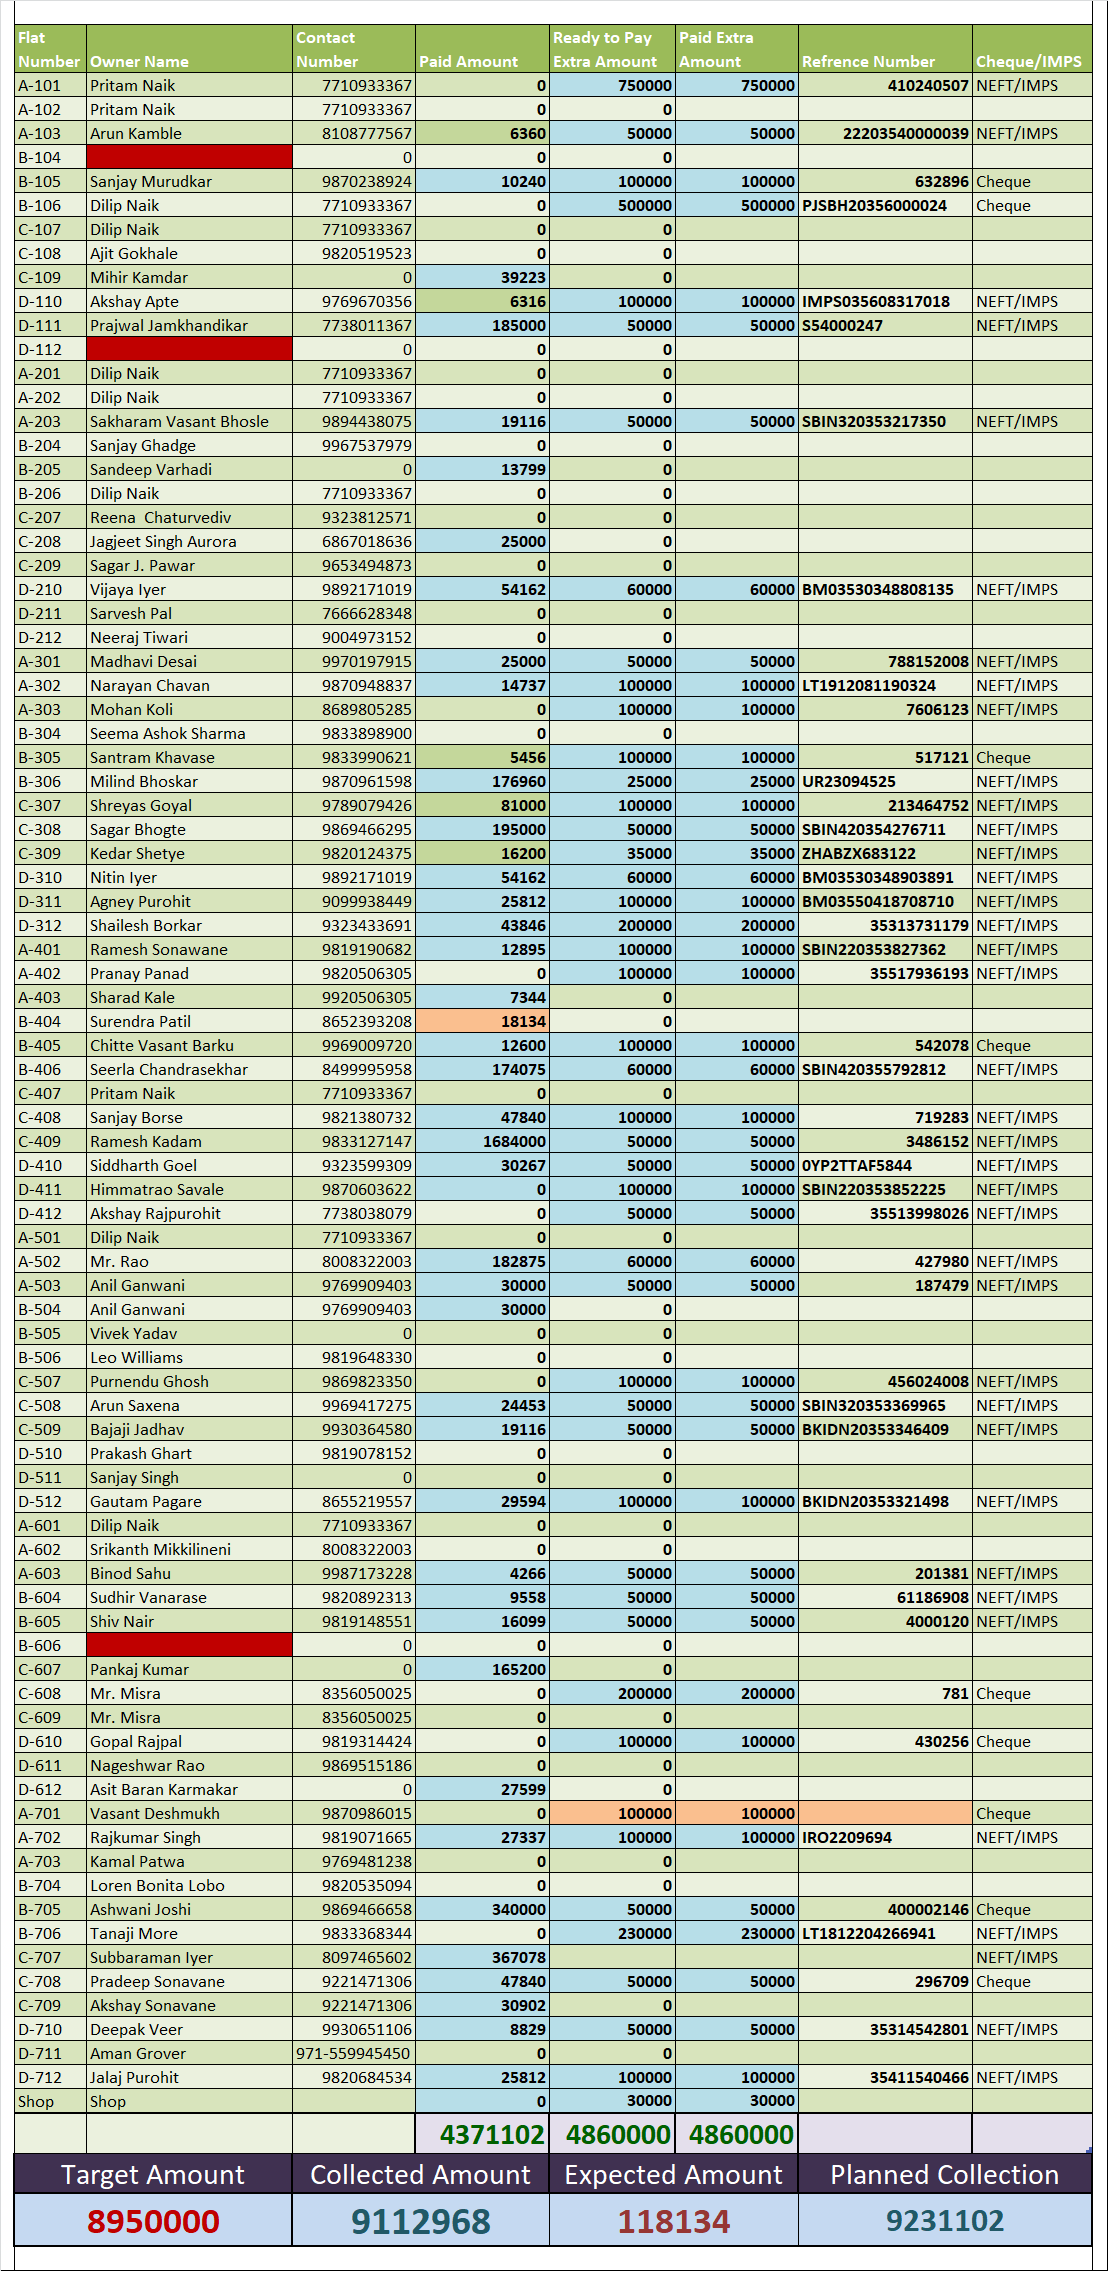 Flat Number Owner Name Contact Number Paid Amount Ready to Pay Extra Amount Paid Extra Amount Refrence Number Cheque/IMPS
A-101 Pritam Naik 7710933367 0 750000 750000 410240507 NEFT/IMPS
A-102 Pritam Naik 7710933367 0 0
A-103 Arun Kamble 8108777567 6360 50000 50000 22203540000039 NEFT/IMPS
B-104 0 0 0
B-105 Sanjay Murudkar 9870238924 10240 100000 100000 632896 Cheque
B-106 Dilip Naik 7710933367 0 500000 500000 PJSBH20356000024 Cheque
C-107 Dilip Naik 7710933367 0 0
C-108 Ajit Gokhale 9820519523 0 0
C-109 Mihir Kamdar 0 39223 0
D-110 Akshay Apte 9769670356 6316 100000 100000 IMPS035608317018 NEFT/IMPS
D-111 Prajwal Jamkhandikar 7738011367 185000 50000 50000 S54000247 NEFT/IMPS
D-112 0 0 0
A-201 Dilip Naik 7710933367 0 0
A-202 Dilip Naik 7710933367 0 0
A-203 Sakharam Vasant Bhosle 9894438075 19116 50000 50000 SBIN320353217350 NEFT/IMPS
B-204 Sanjay Ghadge 9967537979 0 0
B-205 Sandeep Varhadi 0 13799 0
B-206 Dilip Naik 7710933367 0 0
C-207 Reena  Chaturvediv 9323812571 0 0
C-208 Jagjeet Singh Aurora 6867018636 25000 0
C-209 Sagar J. Pawar 9653494873 0 0
D-210 Vijaya Iyer 9892171019 54162 60000 60000 BM03530348808135 NEFT/IMPS
D-211 Sarvesh Pal 7666628348 0 0
D-212 Neeraj Tiwari 9004973152 0 0
A-301 Madhavi Desai 9970197915 25000 50000 50000 788152008 NEFT/IMPS
A-302 Narayan Chavan 9870948837 14737 100000 100000 LT1912081190324 NEFT/IMPS
A-303 Mohan Koli 8689805285 0 100000 100000 7606123 NEFT/IMPS
B-304 Seema Ashok Sharma 9833898900 0 0
B-305 Santram Khavase 9833990621 5456 100000 100000 517121 Cheque
B-306 Milind Bhoskar 9870961598 176960 25000 25000 UR23094525 NEFT/IMPS
C-307 Shreyas Goyal 9789079426 81000 100000 100000 213464752 NEFT/IMPS
C-308 Sagar Bhogte 9869466295 195000 50000 50000 SBIN420354276711 NEFT/IMPS
C-309 Kedar Shetye 9820124375 16200 35000 35000 ZHABZX683122 NEFT/IMPS
D-310 Nitin Iyer 9892171019 54162 60000 60000 BM03530348903891 NEFT/IMPS
D-311 Agney Purohit 9099938449 25812 100000 100000 BM03550418708710 NEFT/IMPS
D-312 Shailesh Borkar 9323433691 43846 200000 200000 35313731179 NEFT/IMPS
A-401 Ramesh Sonawane 9819190682 12895 100000 100000 SBIN220353827362 NEFT/IMPS
A-402 Pranay Panad 9820506305 0 100000 100000 35517936193 NEFT/IMPS
A-403 Sharad Kale 9920506305 7344 0
B-404 Surendra Patil 8652393208 18134 0
B-405 Chitte Vasant Barku 9969009720 12600 100000 100000 542078 Cheque
B-406 Seerla Chandrasekhar 8499995958 174075 60000 60000 SBIN420355792812 NEFT/IMPS
C-407 Pritam Naik 7710933367 0 0
C-408 Sanjay Borse 9821380732 47840 100000 100000 719283 NEFT/IMPS
C-409 Ramesh Kadam 9833127147 1684000 50000 50000 3486152 NEFT/IMPS
D-410 Siddharth Goel 9323599309 30267 50000 50000 0YP2TTAF5844 NEFT/IMPS
D-411 Himmatrao Savale 9870603622 0 100000 100000 SBIN220353852225 NEFT/IMPS
D-412 Akshay Rajpurohit 7738038079 0 50000 50000 35513998026 NEFT/IMPS
A-501 Dilip Naik 7710933367 0 0
A-502 Mr. Rao 8008322003 182875 60000 60000 427980 NEFT/IMPS
A-503 Anil Ganwani 9769909403 30000 50000 50000 187479 NEFT/IMPS
B-504 Anil Ganwani 9769909403 30000 0
B-505 Vivek Yadav 0 0 0
B-506 Leo Williams 9819648330 0 0
C-507 Purnendu Ghosh 9869823350 0 100000 100000 456024008 NEFT/IMPS
C-508 Arun Saxena 9969417275 24453 50000 50000 SBIN320353369965 NEFT/IMPS
C-509 Bajaji Jadhav 9930364580 19116 50000 50000 BKIDN20353346409 NEFT/IMPS
D-510 Prakash Ghart 9819078152 0 0
D-511 Sanjay Singh 0 0 0
D-512 Gautam Pagare 8655219557 29594 100000 100000 BKIDN20353321498 NEFT/IMPS
A-601 Dilip Naik 7710933367 0 0
A-602 Srikanth Mikkilineni 8008322003 0 0
A-603 Binod Sahu 9987173228 4266 50000 50000 201381 NEFT/IMPS
B-604 Sudhir Vanarase 9820892313 9558 50000 50000 61186908 NEFT/IMPS
B-605 Shiv Nair 9819148551 16099 50000 50000 4000120 NEFT/IMPS
B-606 0 0 0
C-607 Pankaj Kumar 0 165200 0
C-608 Mr. Misra 8356050025 0 200000 200000 781 Cheque
C-609 Mr. Misra 8356050025 0 0
D-610 Gopal Rajpal 9819314424 0 100000 100000 430256 Cheque
D-611 Nageshwar Rao 9869515186 0 0
D-612 Asit Baran Karmakar 0 27599 0
A-701 Vasant Deshmukh 9870986015 0 100000 100000 Cheque
A-702 Rajkumar Singh 9819071665 27337 100000 100000 IRO2209694 NEFT/IMPS
A-703 Kamal Patwa 9769481238 0 0
B-704 Loren Bonita Lobo 9820535094 0 0
B-705 Ashwani Joshi 9869466658 340000 50000 50000 400002146 Cheque
B-706 Tanaji More 9833368344 0 230000 230000 LT1812204266941 NEFT/IMPS
C-707 Subbaraman Iyer 8097465602 367078 NEFT/IMPS
C-708 Pradeep Sonavane 9221471306 47840 50000 50000 296709 Cheque
C-709 Akshay Sonavane 9221471306 30902 0
D-710 Deepak Veer 9930651106 8829 50000 50000 35314542801 NEFT/IMPS
D-711 Aman Grover 971-559945450 0 0
D-712 Jalaj Purohit 9820684534 25812 100000 100000 35411540466 NEFT/IMPS
Shop Shop 0 30000 30000
4371102 4860000 4860000
Target Amount Collected Amount Expected Amount Planned Collection
8950000 9112968 118134 9231102